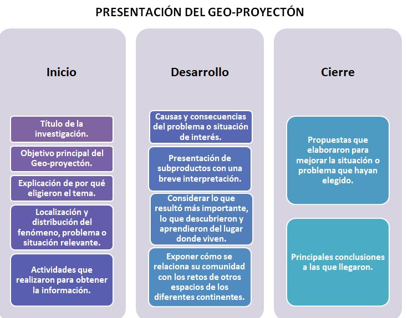 PRESENTACIÓN DEL GEO-PROYECTÓN
Inicio
Título de la
investigación.
Objetivo principal del
Geo-proyectón.
Explicación de por qué
eligieron el tema.
Localización y
distribución del
fenómeno, problema o
situación relevante.
Actividades que
realizaron para obtener
la información.
Desarrollo
Causas y consecuencias
del problema o situación
de interés.
Presentación de
subproductos con una
breve interpretación.
Considerar lo que
resultó más importante,
lo que descubrieron y
aprendieron del lugar
donde viven.
Exponer cómo se
relaciona su comunidad
con los retos de otros
espacios de los
diferentes continentes.
Cierre
Propuestas que
elaboraron para
mejorar la situación o
problema que hayan
elegido.
Principales conclusiones
a las que llegaron.